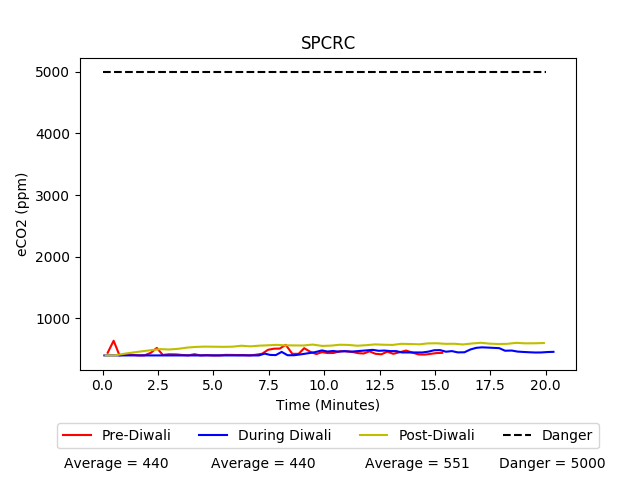 SPCRC
5000
4000
3000
2000
1000
eCO2 (ppm)
0.0 2.5 5.0 7.5 10.0 12.5 15.0 17.5 20.0
Time (Minutes)
Pre-Diwali During Diwali Post-Diwali Danger
Average = 440 Average = 440 Average = 551 Danger = 5000